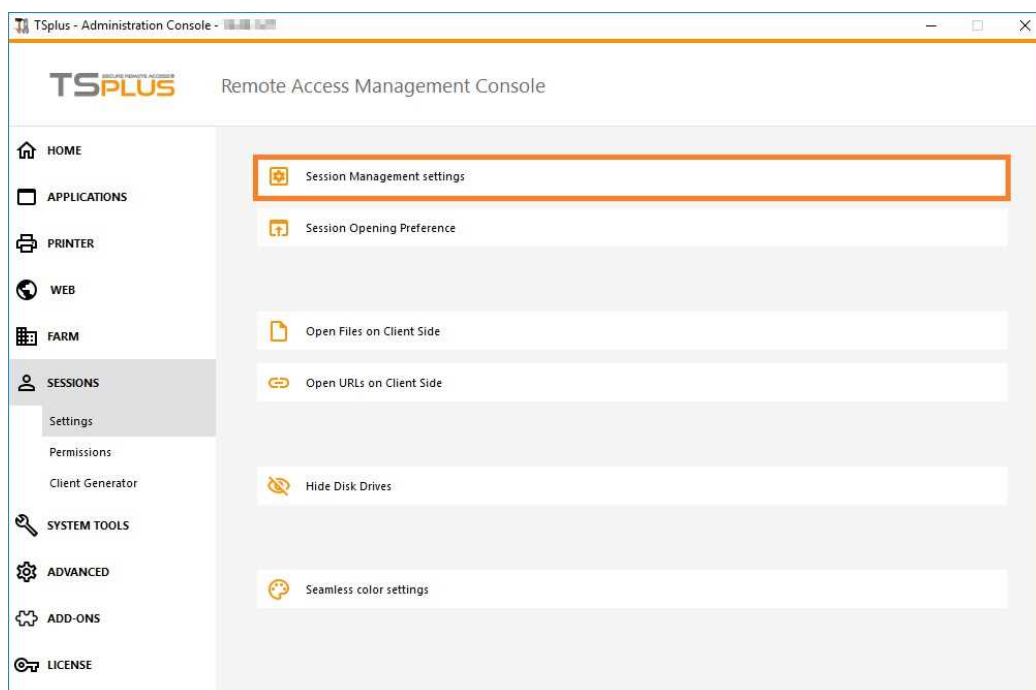 TSplus - Administration Console -
TSPLUS
SECURE REMOTE ACCESS
Remote Access Management Console
HOME
APPLICATIONS
PRINTER
WEB
FARM
SESSIONS
Settings
Permissions
Client Generator
SYSTEM TOOLS
ADVANCED
ADD-ONS
LICENSE
Session Management settings
Session Opening Preference
Open Files on Client Side
Open URLs on Client Side
Hide Disk Drives
Seamless color settings